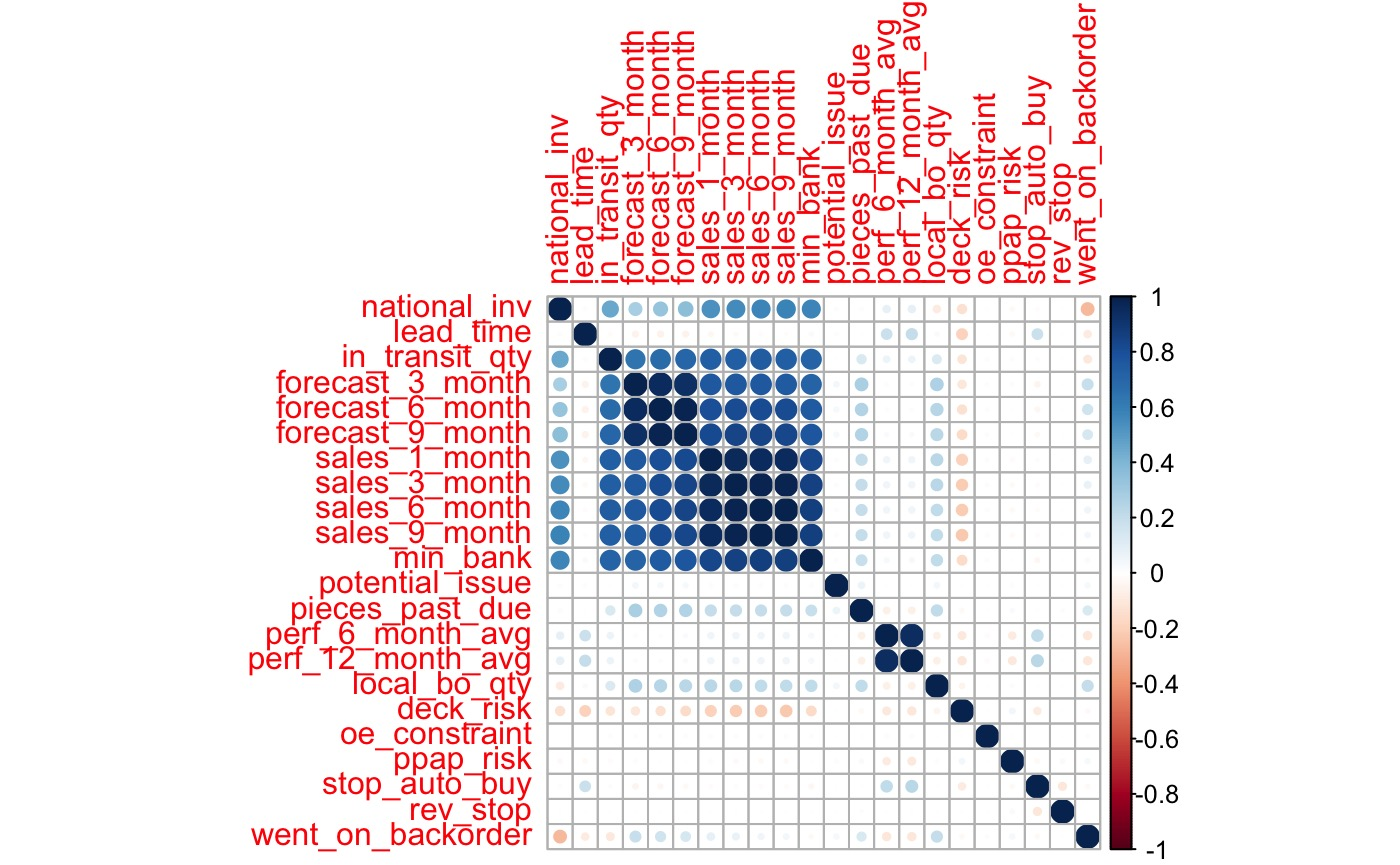 national_inv
lead_time
in_transit_qty
forecast_3_month
forecast_6_month
forecast_9_month
sales_1_month
sales_3_month
sales_6_month
sales_9_month
min_bank
potential_issue
pieces_past_due
perf_6_month_avg
perf_12_month_avg
local_bo_qty
deck_risk
oe_constraint
ppap_risk
stop_auto_buy
rev_stop
went_on_backorder
national_inv
lead_time
in_transit_qty
forecast_3_month
forecast_6_month
forecast_9_month
sales_1_month
sales_3_month
sales_6_month
sales_9_month
min_bank
potential_issue
pieces_past_due
perf_6_month_avg
perf_12_month_avg
local_bo_qty
deck_risk
oe_constraint
ppap_risk
stop_auto_buy
rev_stop
went_on_backorder
1
0.8
0.6
0.4
0.2
0
-0.2
-0.4
-0.6
-0.8
-1